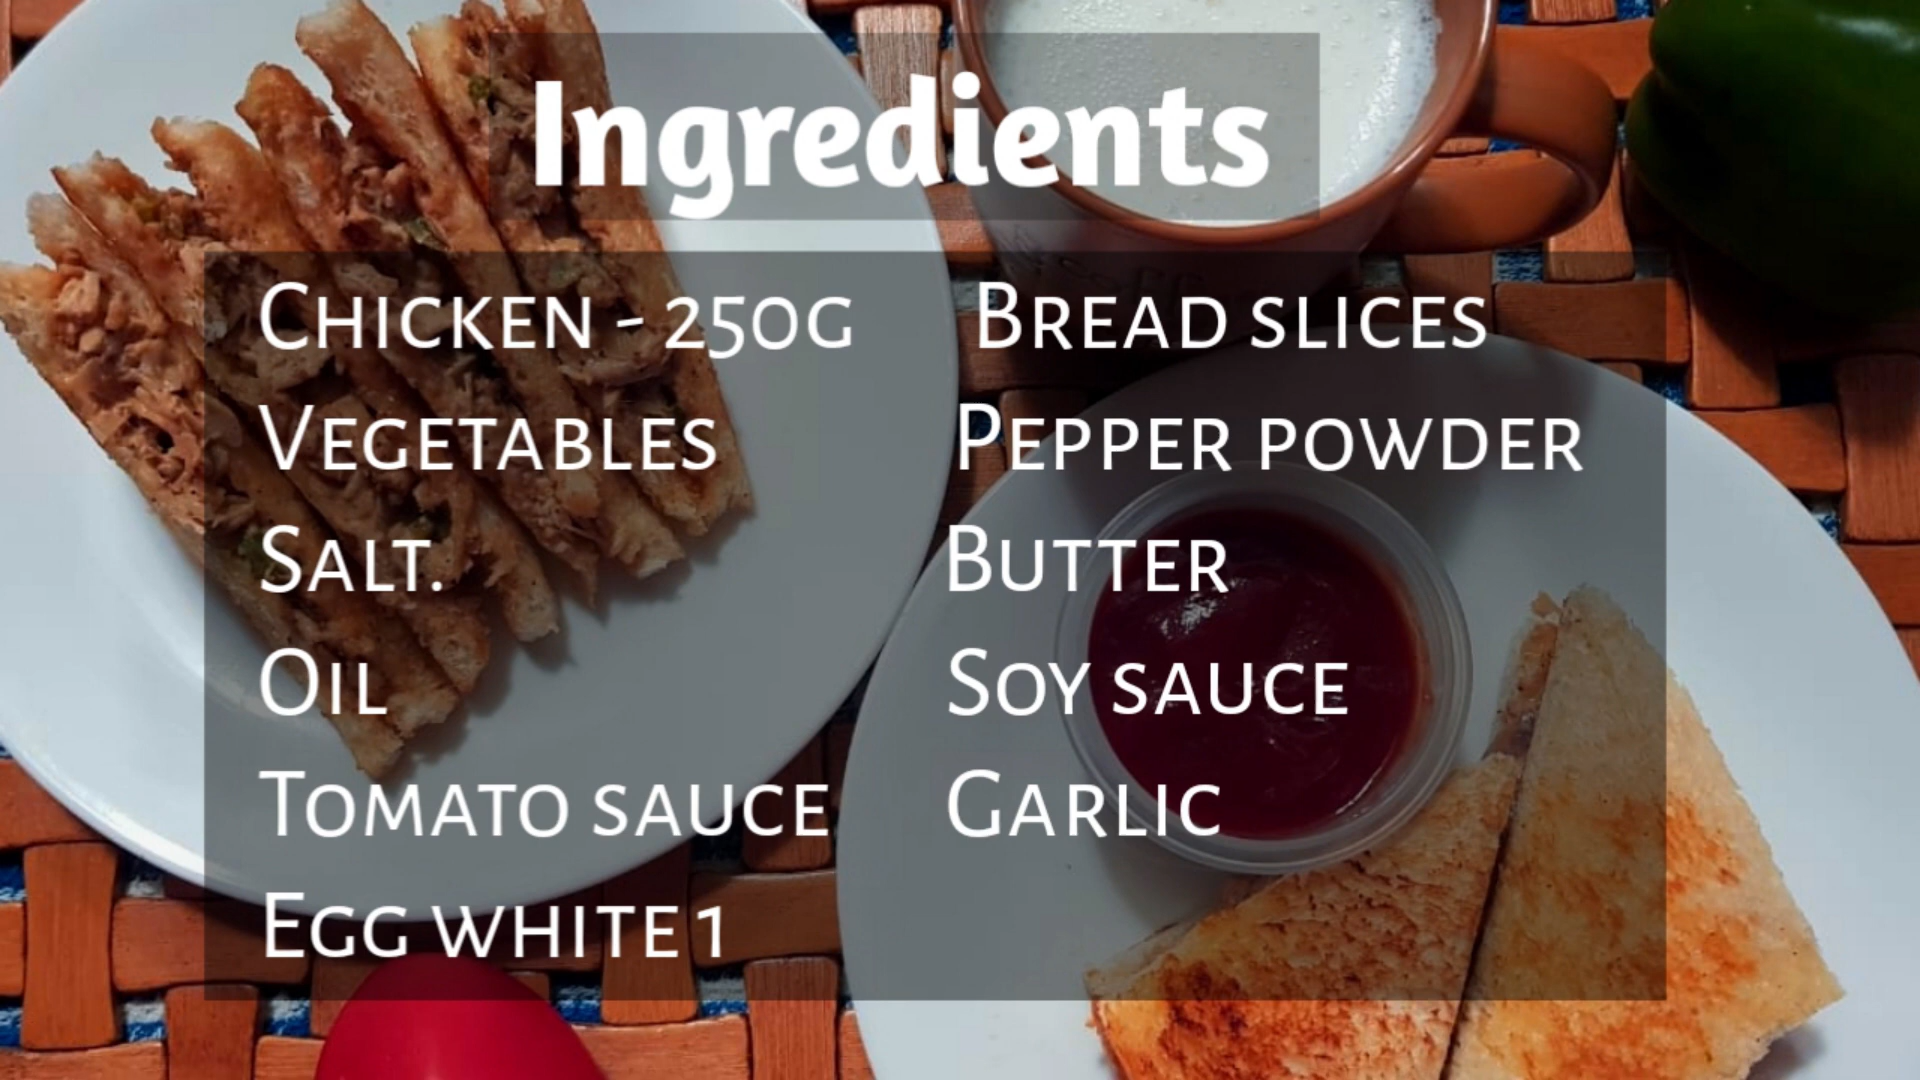 Ingredients
Chicken - 250g
Vegetables
Salt.
Oil
Tomato sauce
Egg white 1
Bread slices
Pepper powder
Butter
Soy sauce
Garlic